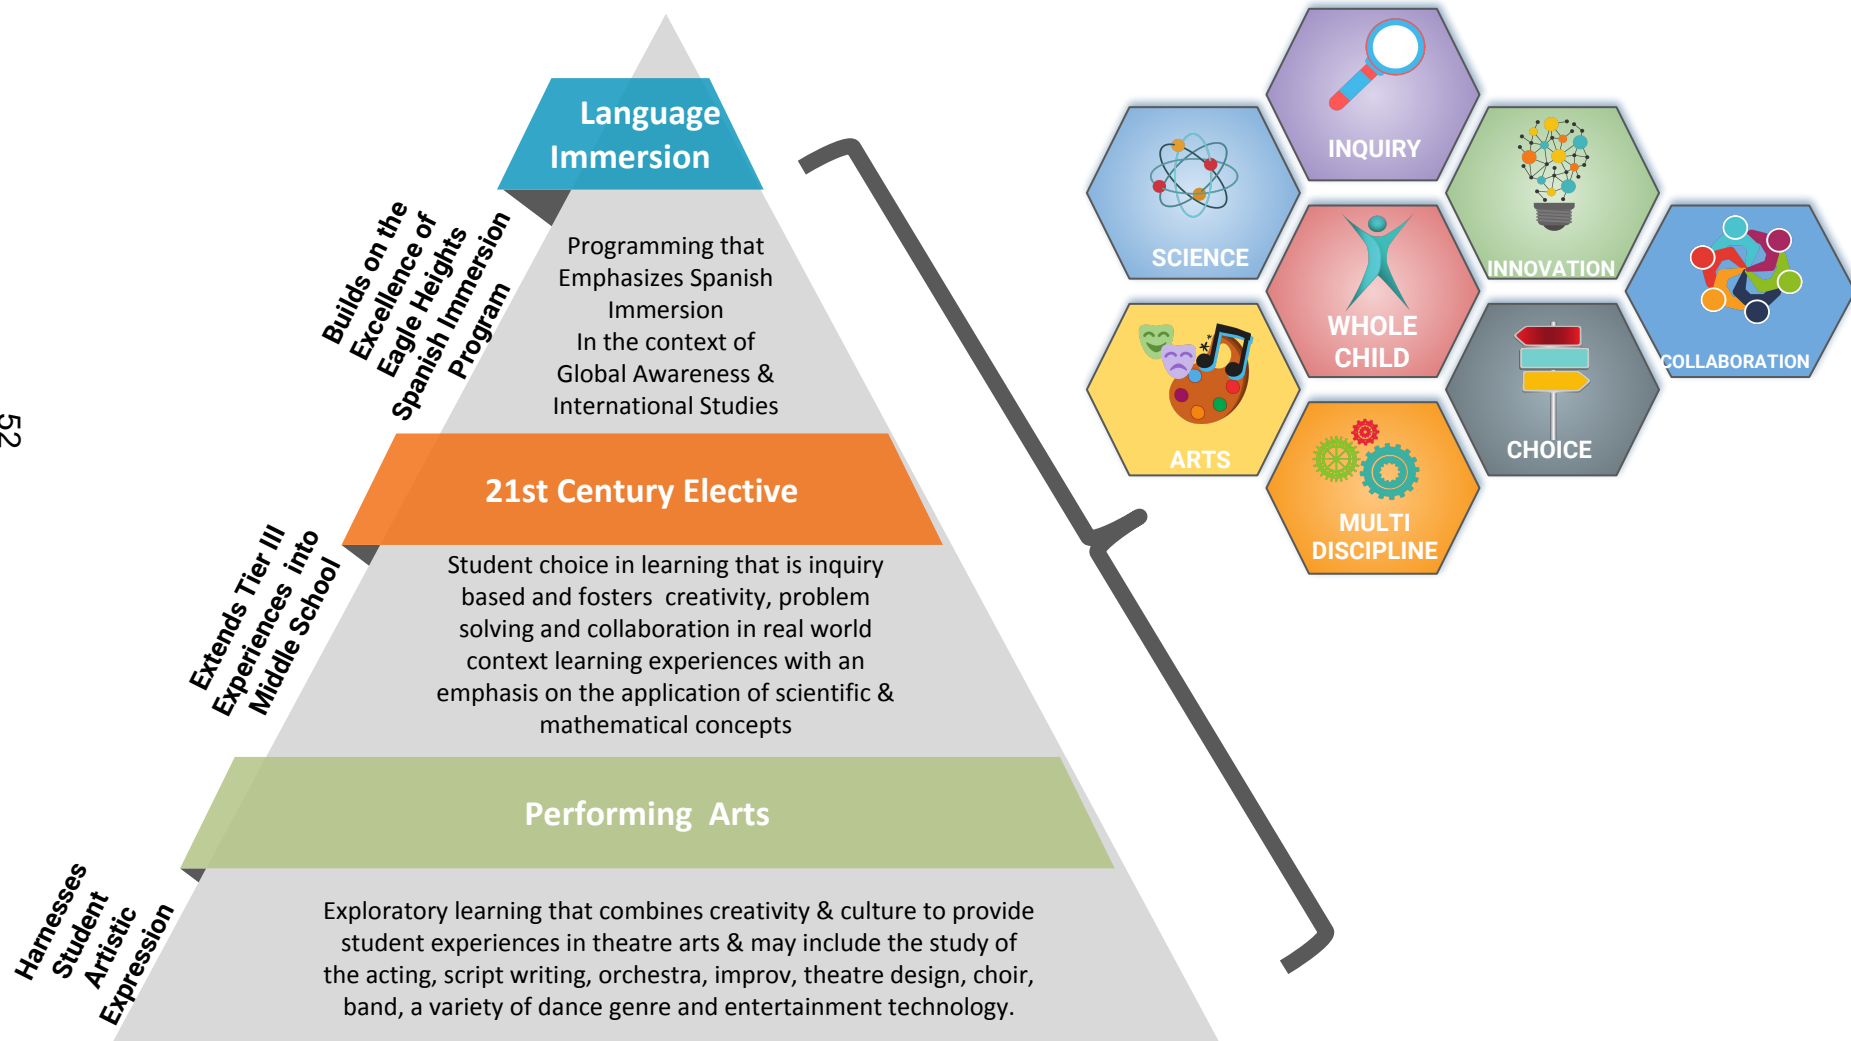 Language
Immersion
Builds on the
Excellence of
Eagle Heights
Spanish Immersion
Program
Programming that
Emphasizes Spanish
Immersion
In the context of
Global Awareness &
International Studies
21st Century Elective
Extends Tier III
Experiences into
Middle School
Student choice in learning that is inquiry
based and fosters creativity, problem
solving and collaboration in real world
context learning experiences with an
emphasis on the application of scientific &
mathematical concepts
Performing Arts
Harnesses
Student
Artistic
Expression
Exploratory learning that combines creativity & culture to provide
student experiences in theatre arts & may include the study of
the acting, script writing, orchestra, improv, theatre design, choir,
band, a variety of dance genre and entertainment technology.
INQUIRY
SCIENCE
INNOVATION
WHOLE
CHILD
COLLABORATION
ARTS
CHOICE
MULTI
DISCIPLINE
52